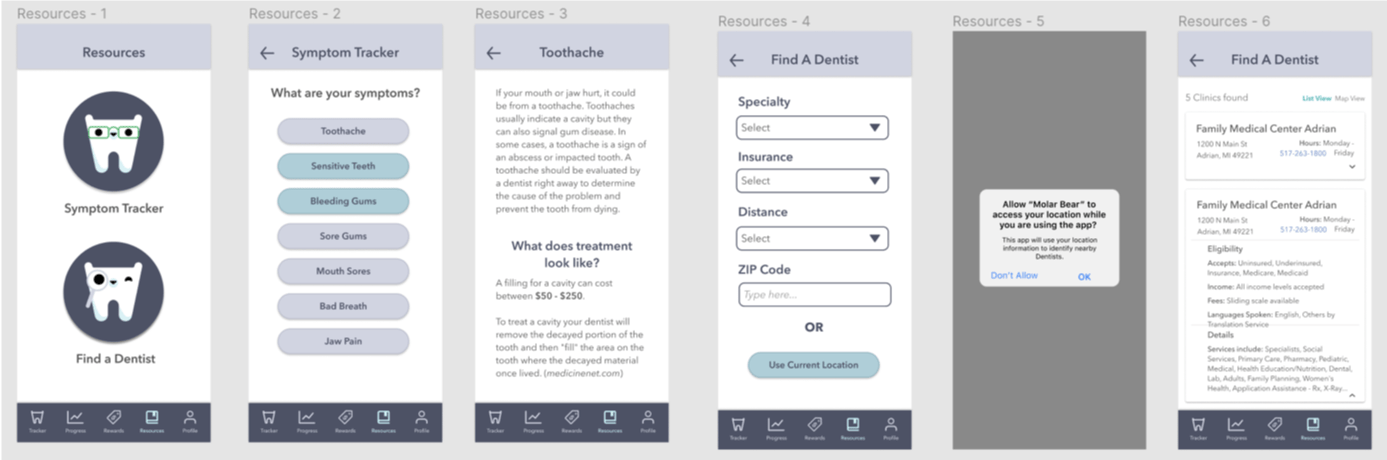 Resources - 1
Resources
Symptom Tracker
Find a Dentist
Tracker
Progress
Rewards
Resources
Profile
Resources - 2
Symptom Tracker
What are your symptoms?
Toothache
Sensitive Teeth
Bleeding Gums
Sore Gums
Mouth Sores
Bad Breath
Jaw Pain
Tracker
Progress
Rewards
Resources
Profile
Resources - 3
Toothache
If your mouth or jaw hurt, it could
be from a toothache. Toothaches
usually indicate a cavity but they
can also signal gum disease. In
some cases, a toothache is a sign of
an abscess or impacted tooth. A
toothache should be evaluated by
a dentist right away to determine
the cause of the problem and
prevent the tooth from dying.
What does treatment
look like?
A filling for a cavity can cost
between $50 - $250.
To treat a cavity your dentist will
remove the decayed portion of the
tooth and then "fill" the area on the
tooth where the decayed material
once lived. (medicinenet.com)
Tracker
Progress
Rewards
Resources
Profile
Resources - 4
Find A Dentist
Specialty
Select
Insurance
Select
Distance
Select
ZIP Code
Type here...
OR
Use Current Location
Tracker
Progress
Rewards
Resources
Profile
Resources - 5
Allow “Molar Bear” to
access your location while
you are using the app?
This app will use your location
information to identify nearby
Dentists.
Don't Allow
OK
Resources - 6
Find A Dentist
5 Clinics found
List View Map View
Family Medical Center Adrian
1200 N Main St
Adrian, MI 49221
Hours: Monday -
517-263-1800 Friday
Family Medical Center Adrian
1200 N Main St
Adrian, MI 49221
Hours: Monday -
517-263-1800 Friday
Eligibility
Accepts: Uninsured, Underinsured,
Insurance, Medicare, Medicaid
Income: All income levels accepted
Fees: Sliding scale available
Languages Spoken: English, Others by
Translation Service
Details
Services include: Specialists, Social
Services, Primary Care, Pharmacy, Pediatric,
Medical, Health Education/Nutrition, Dental,
Lab, Adults, Family Planning, Women's
Health, Application Assistance - Rx, X-Ray...
Tracker
Progress
Rewards
Resources
Profile